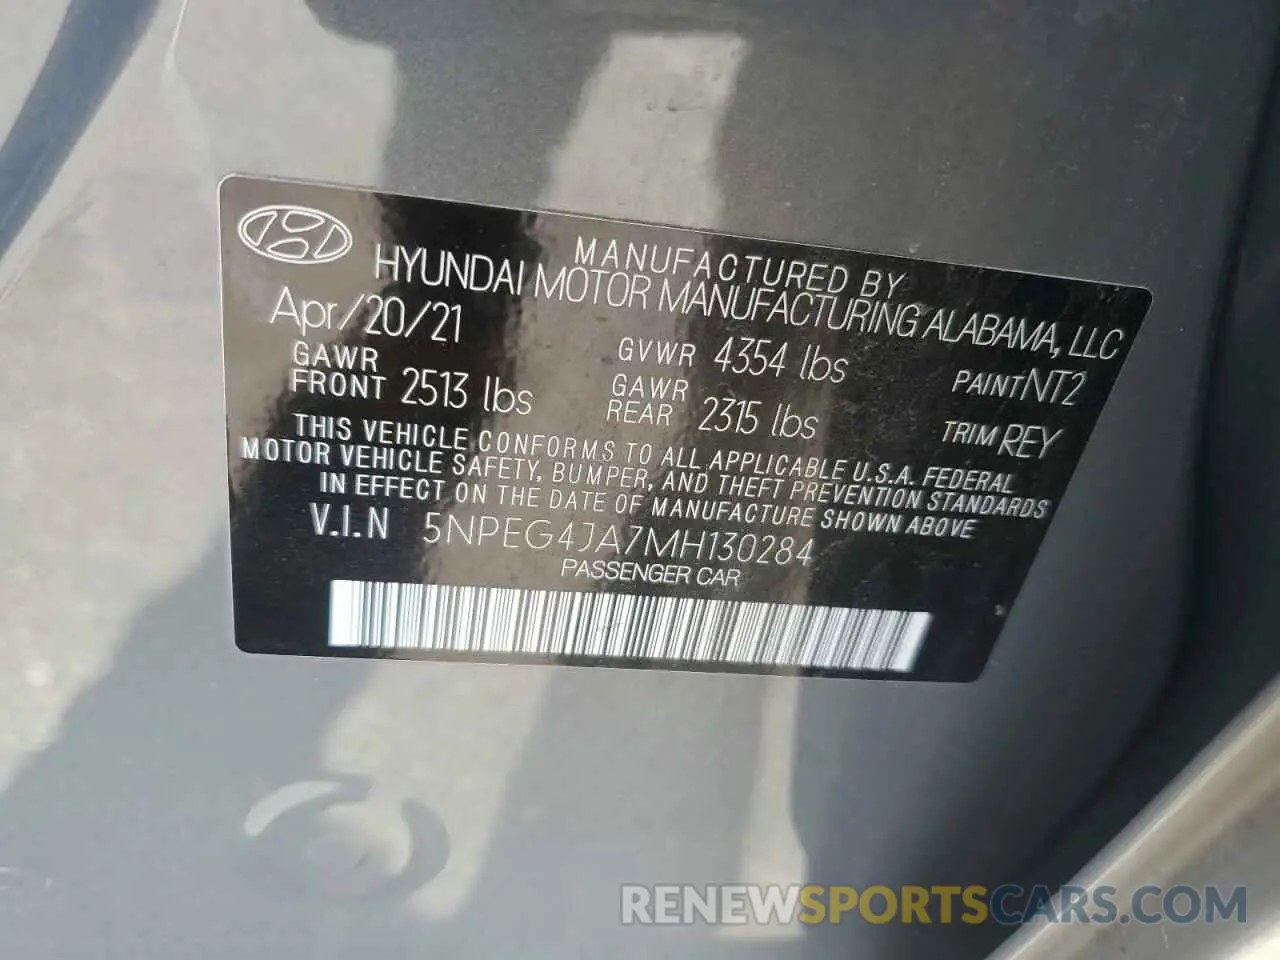 MANUFACTURED BY
HYUNDAI MOTOR MANUFACTURING ALABAMA, LLC
Apr/20/21
GVWR 4354 lbs
PAINT NT2
GAWR FRONT 2513 lbs
GAWR REAR 2315 lbs
TRIM REY
THIS VEHICLE CONFORMS TO ALL APPLICABLE U.S.A. FEDERAL
MOTOR VEHICLE SAFETY, BUMPER, AND THEFT PREVENTION STANDARDS
IN EFFECT ON THE DATE OF MANUFACTURE SHOWN ABOVE
V.I.N 5NPEG4JA7MH130284
PASSENGER CAR
RENEWSPORTSCARS.COM